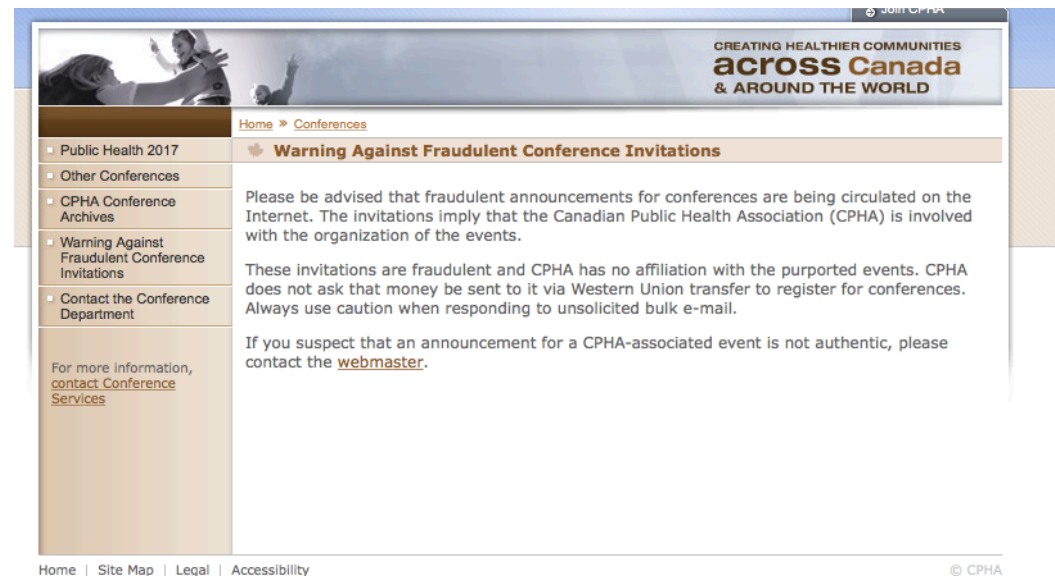 Join CPHA
CREATING HEALTHIER COMMUNITIES
across Canada
& AROUND THE WORLD
Home » Conferences
Public Health 2017
Other Conferences
CPHA Conference
Archives
Warning Against
Fraudulent Conference
Invitations
Contact the Conference
Department
For more information,
contact Conference
Services
Warning Against Fraudulent Conference Invitations
Please be advised that fraudulent announcements for conferences are being circulated on the
Internet. The invitations imply that the Canadian Public Health Association (CPHA) is involved
with the organization of the events.
These invitations are fraudulent and CPHA has no affiliation with the purported events. CPHA
does not ask that money be sent to it via Western Union transfer to register for conferences.
Always use caution when responding to unsolicited bulk e-mail.
If you suspect that an announcement for a CPHA-associated event is not authentic, please
contact the webmaster.
Home | Site Map | Legal | Accessibility
© CPHA